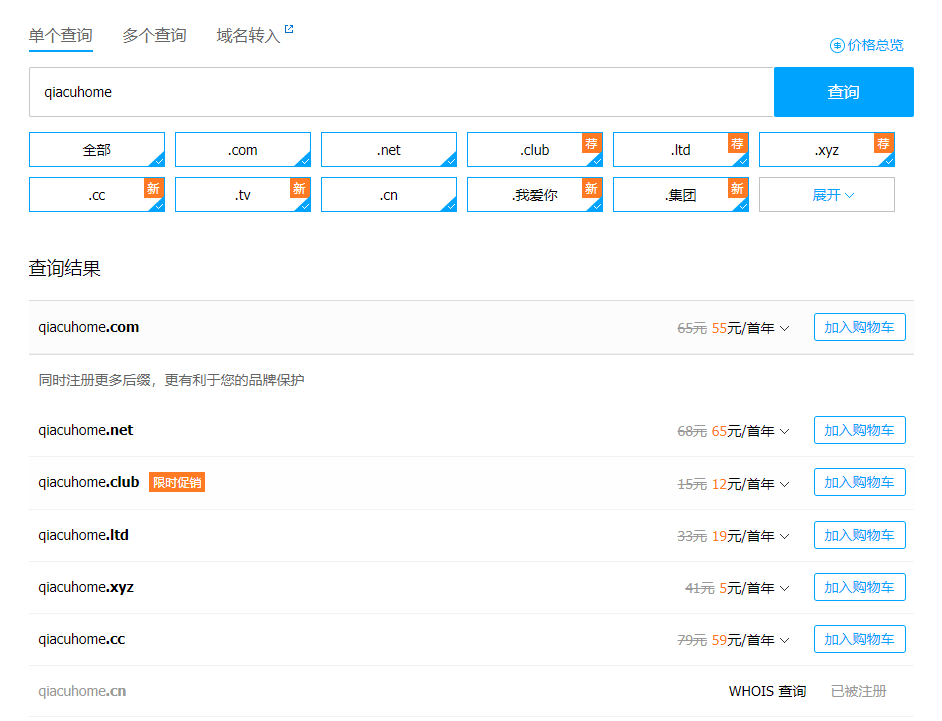 单个查询 多个查询 域名转入
价格总览
qiacuhome 查询
全部 .com .net .club 荐 .ltd 荐 .xyz 荐
.cc 新 .tv 新 .cn .我爱你 新 .集团 新 展开
查询结果
qiacuhome.com 65元 55元/首年 加入购物车
同时注册更多后缀，更有利于您的品牌保护
qiacuhome.net 68元 65元/首年 加入购物车
qiacuhome.club 限时促销 15元 12元/首年 加入购物车
qiacuhome.ltd 33元 19元/首年 加入购物车
qiacuhome.xyz 41元 5元/首年 加入购物车
qiacuhome.cc 79元 59元/首年 加入购物车
qiacuhome.cn WHOIS 查询 已被注册